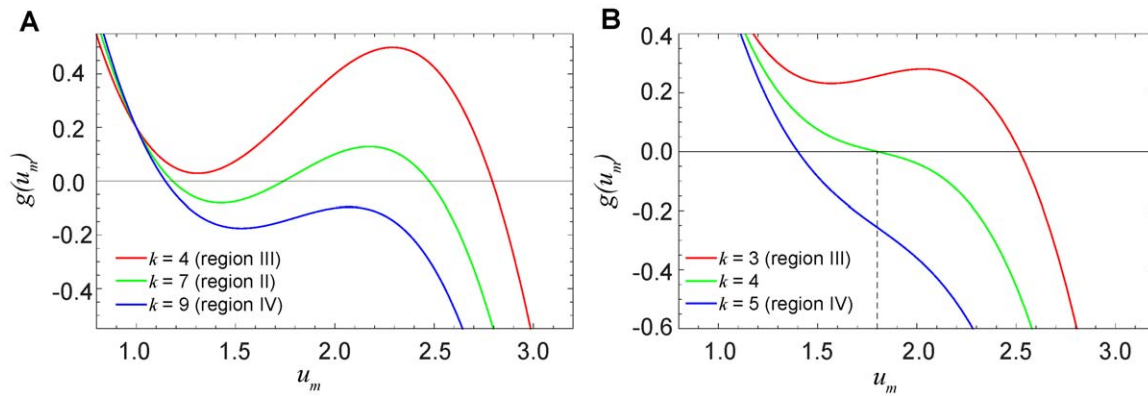 A
g(u_m)
0.4
0.2
0.0
-0.2
-0.4
k = 4 (region III)
k = 7 (region II)
k = 9 (region IV)
1.0 1.5 2.0 2.5 3.0
u_m
B
g(u_m)
0.4
0.2
0.0
-0.2
-0.4
-0.6
k = 3 (region III)
k = 4
k = 5 (region IV)
1.0 1.5 2.0 2.5 3.0
u_m